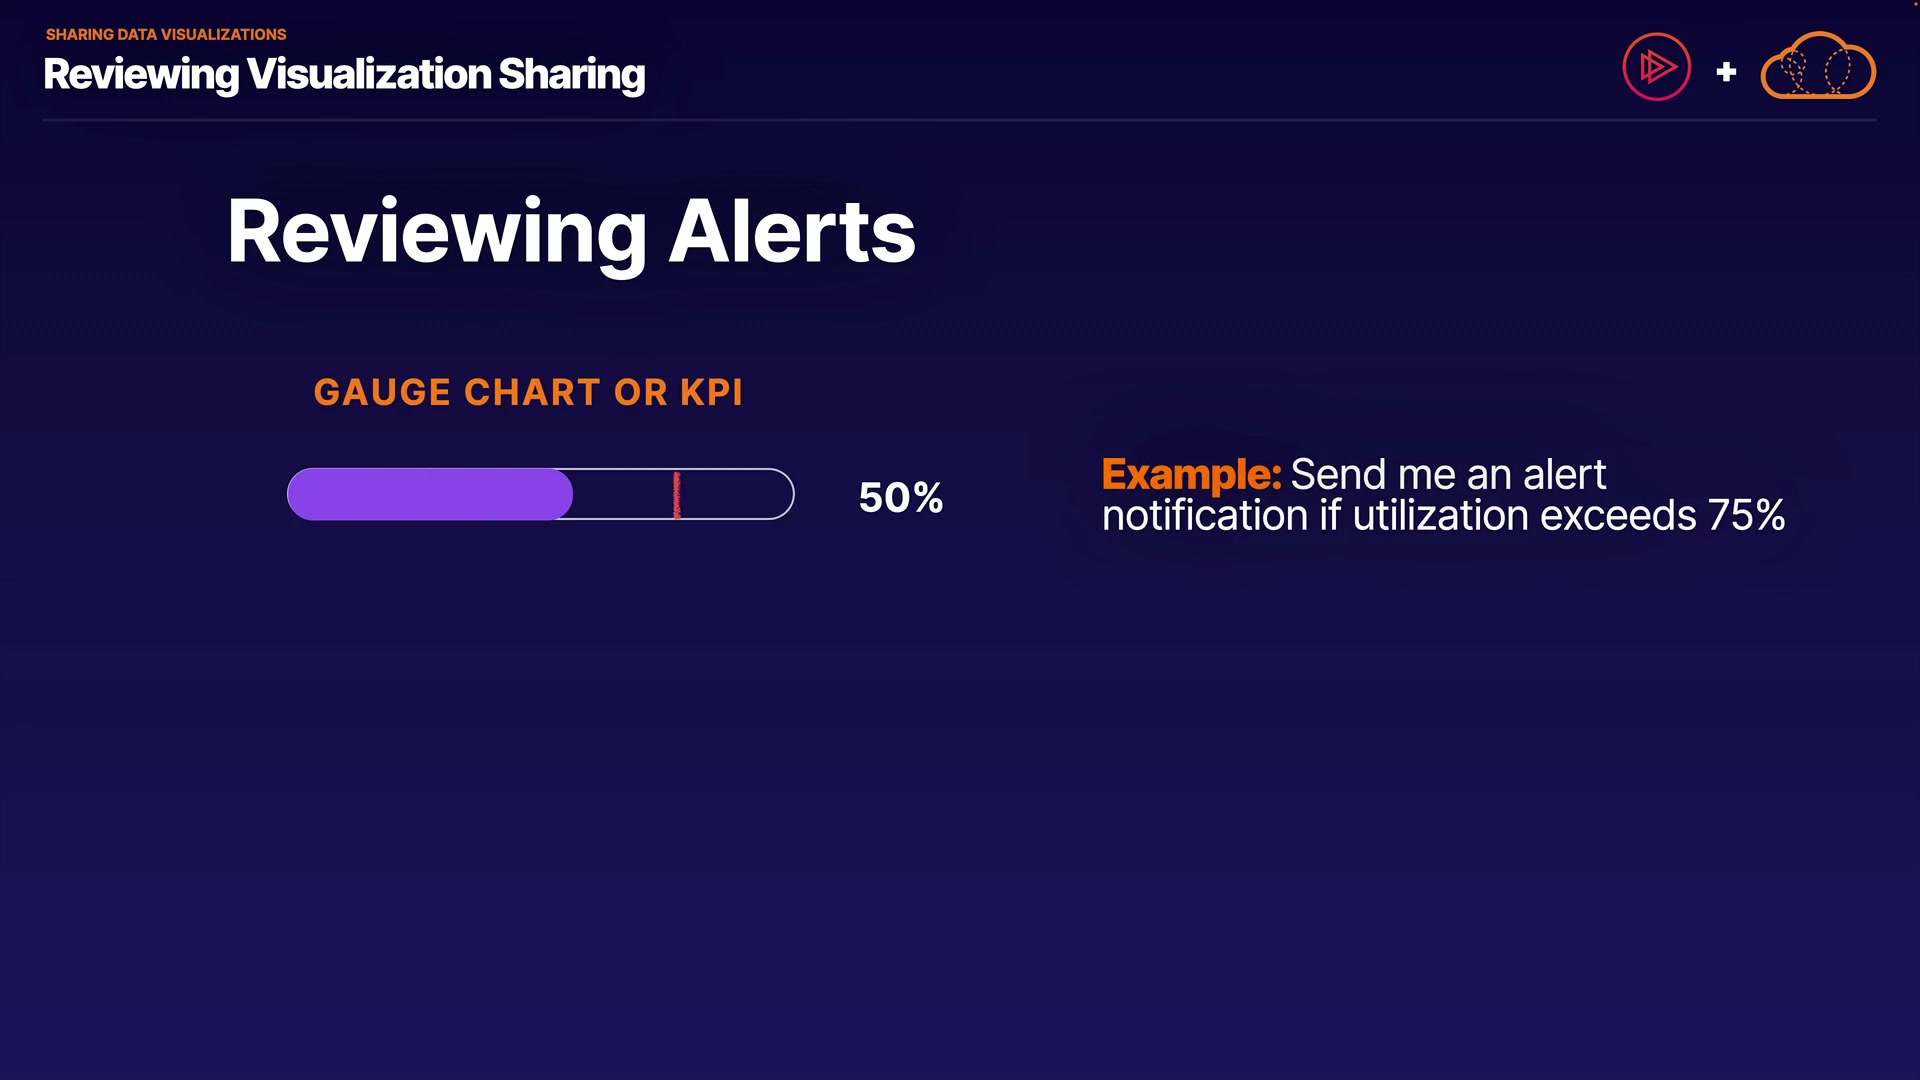 SHARING DATA VISUALIZATIONS
Reviewing Visualization Sharing
+
Reviewing Alerts
GAUGE CHART OR KPI
50%
Example: Send me an alert
notification if utilization exceeds 75%